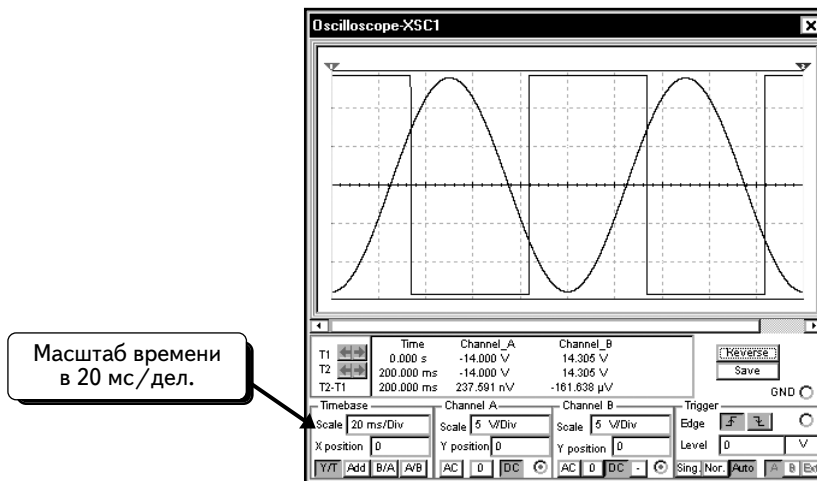 Oscilloscope-XSC1
Time Channel_A Channel_B
T1 0.000 s -14.000 V 14.305 V
T2 200.000 ms -14.000 V 14.305 V
T2-T1 200.000 ms 237.591 nV -161.638 µV
Reverse
Save
GND
Масштаб времени
в 20 мс/дел.
Timebase Channel A Channel B Trigger
Scale 20 ms/Div Scale 5 V/Div Scale 5 V/Div Edge
X position 0 Y position 0 Y position 0 Level 0 V
Y/T Add B/A A/B AC 0 DC AC 0 DC - Sing. Nor. Auto A B Ext